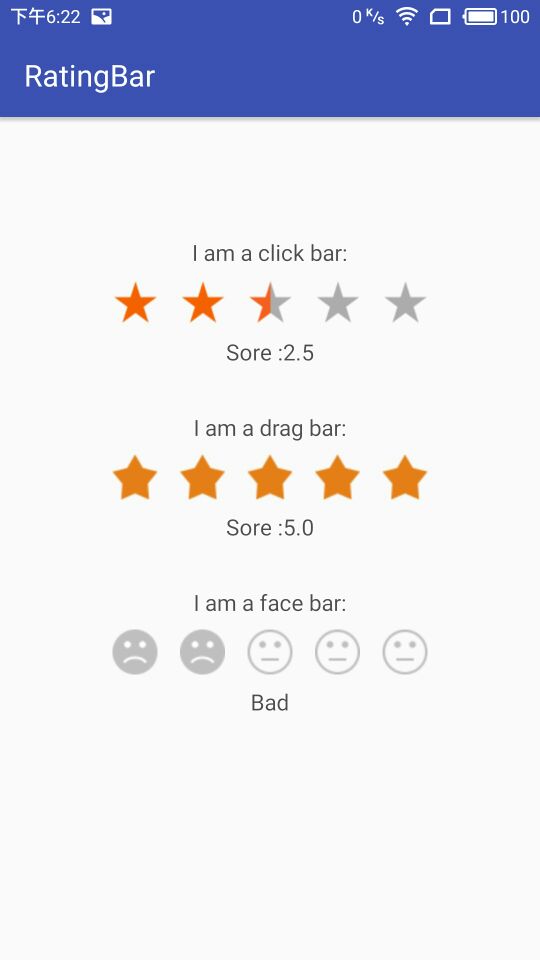 下午6:22
0 K/s
100
RatingBar
I am a click bar:
Sore :2.5
I am a drag bar:
Sore :5.0
I am a face bar:
Bad